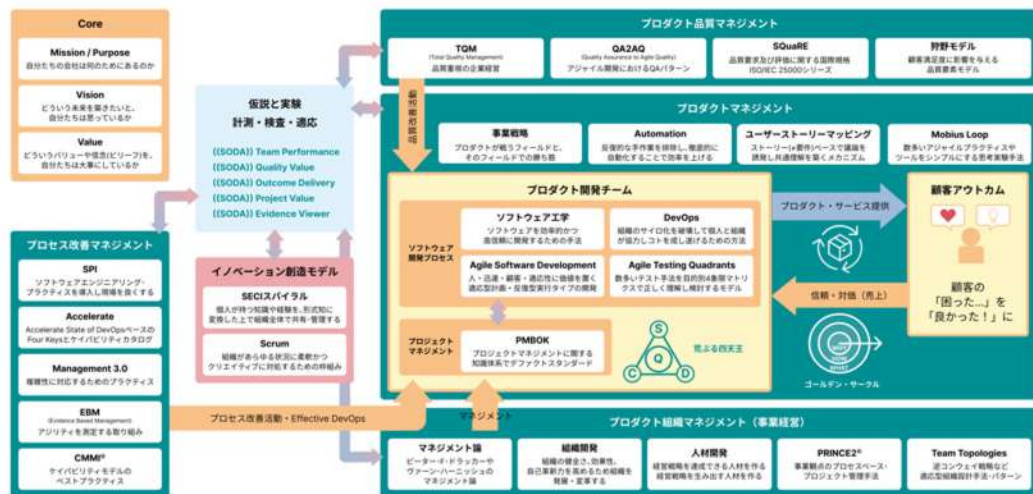 Core
Mission / Purpose
自分たちの会社は何のためにあるのか
Vision
どういう未来を築きたいと、
自分たちは思っているか
Value
どういうバリューや信念(ビリーフ)を、
自分たちは大事にしているか
仮説と実験
計測・検査・適応
((SODA)) Team Performance
((SODA)) Quality Value
((SODA)) Outcome Delivery
((SODA)) Project Value
((SODA)) Evidence Viewer
プロセス改善マネジメント
SPI
ソフトウェアエンジニアリング・
プラクティスを導入し現場を良くする
Accelerate
Accelerate State of DevOpsベースの
Four Keysとケイパビリティカタログ
Management 3.0
複雑性に対応するためのプラクティス
EBM
(Evidence Based Management)
アジリティを測定する取り組み
CMMI®
ケイパビリティモデルの
ベストプラクティス
イノベーション創造モデル
SECIスパイラル
個人が持つ知識や経験を、形式知に
変換した上で組織全体で共有・管理する
Scrum
組織があらゆる状況に柔軟かつ
クリエイティブに対処するための枠組み
プロセス改善活動・Effective DevOps
プロダクト品質マネジメント
TQM
(Total Quality Management)
品質重視の企業経営
QA2AQ
(Quality Assurance to Agile Quality)
アジャイル開発におけるQAパターン
SQuaRE
品質要求及び評価に関する国際規格
ISO/IEC 25000シリーズ
狩野モデル
顧客満足度に影響を与える
品質要素モデル
品質改善活動
プロダクトマネジメント
事業戦略
プロダクトが戦うフィールドと、
そのフィールドでの勝ち筋
Automation
反復的な手作業を排除し、徹底的に
自動化することで効率を上げる
ユーザーストーリーマッピング
ストーリー(≠要件)ベースで議論を
誘発し共通理解を築くメカニズム
Mobius Loop
数多いアジャイルプラクティスや
ツールをシンプルにする思考実験手法
プロダクト開発チーム
ソフトウェア
開発プロセス
ソフトウェア工学
ソフトウェアを効率的かつ
高信頼に開発するための手法
DevOps
組織のサイロ化を破壊して個人と組織
が協力しコトを成し遂げるための方法
Agile Software Development
人・迅速・顧客・適応性に価値を置く
適応型計画・反復型実行タイプの開発
Agile Testing Quadrants
数多いテスト手法を目的別4象限マトリ
クスで正しく理解し検討するモデル
プロジェクト
マネジメント
PMBOK
プロジェクトマネジメントに関する
知識体系でデファクトスタンダード
S
Q
C
D
荒ぶる四天王
マネジメント
プロダクト・サービス提供
信頼・対価（売上）
WHY
HOW
WHAT
ゴールデン・サークル
顧客アウトカム
顧客の
「困った…」を
「良かった！」に
プロダクト組織マネジメント（事業経営）
マネジメント論
ピーター・F・ドラッカーや
ヴァーン・ハーニッシュの
マネジメント論
組織開発
組織の健全さ、効果性、
自己革新力を高めるため組織を
発展・変革する
人材開発
経営戦略を達成できる人材を作る
経営戦略を生み出す人材を作る
PRINCE2®
事業観点のプロセスベース・
プロジェクト管理手法
Team Topologies
逆コンウェイ戦略など
適応型組織設計手法・パターン